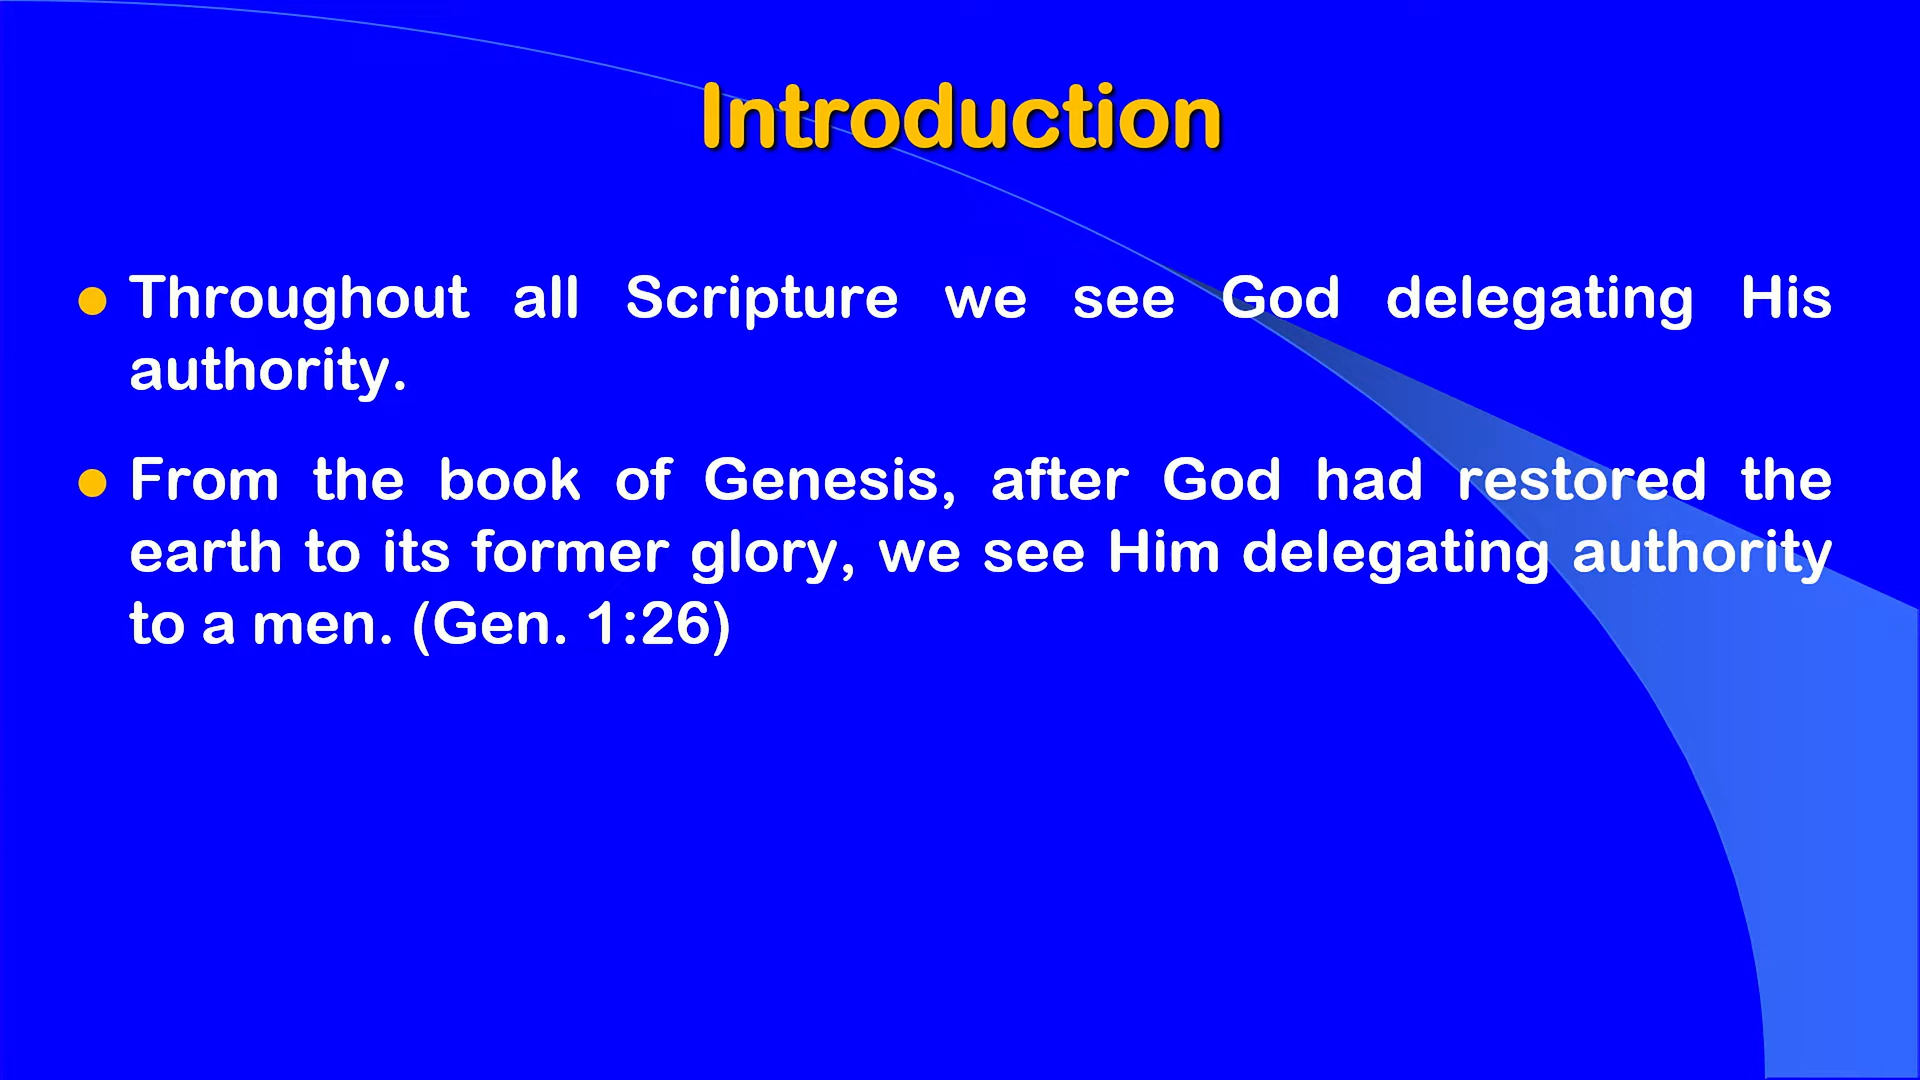 Introduction
Throughout all Scripture we see God delegating His
authority.
From the book of Genesis, after God had restored the
earth to its former glory, we see Him delegating authority
to a men. (Gen. 1:26)